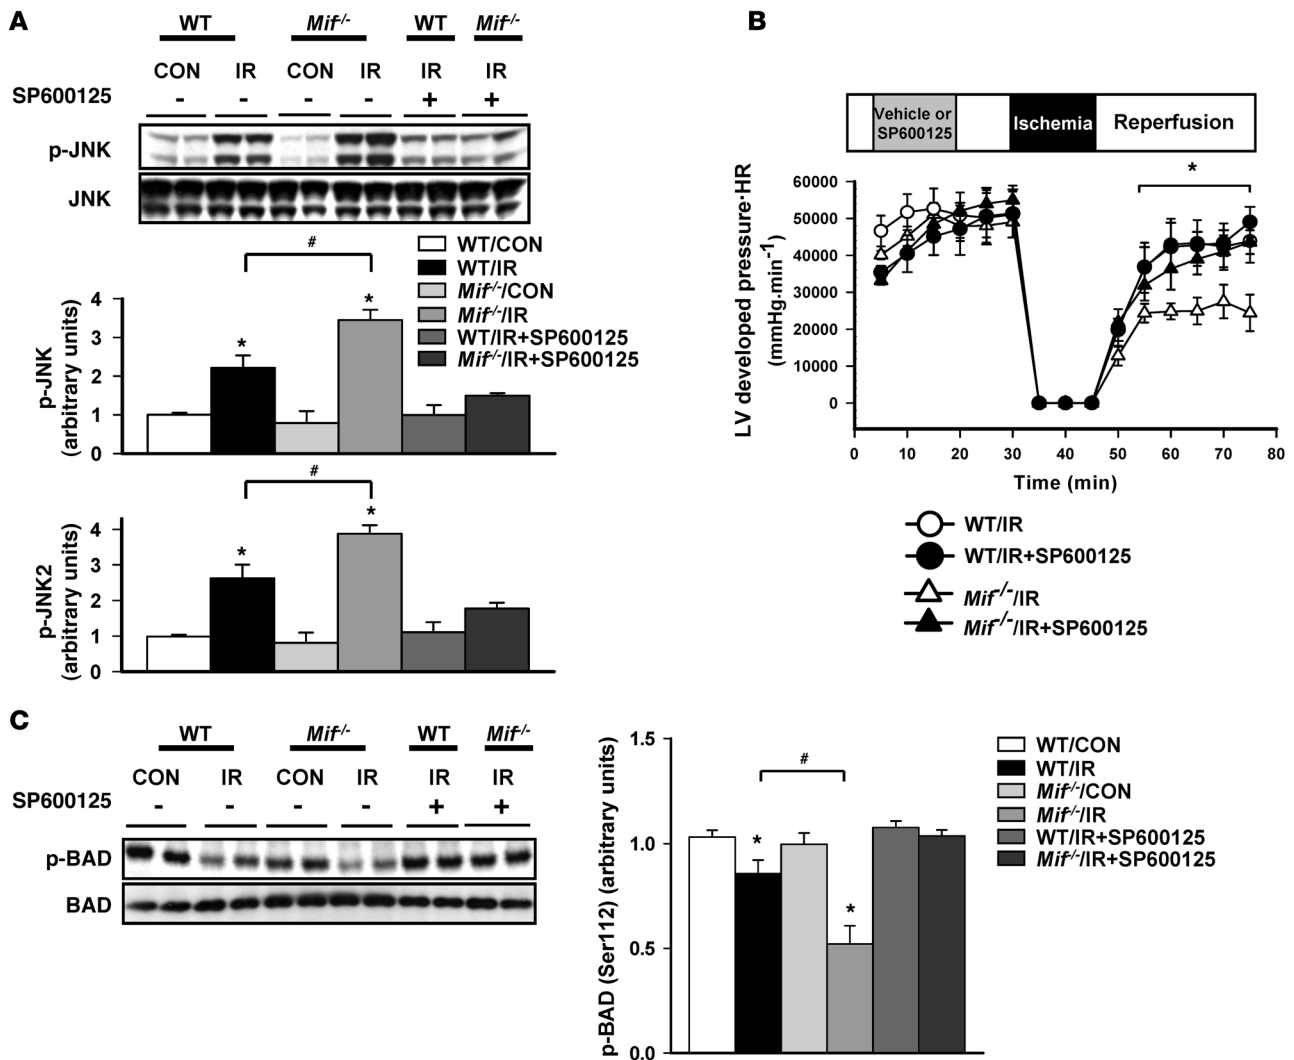 A
WT Mif-/- WT Mif-/-
CON IR CON IR IR IR
SP600125 - - - - + +
p-JNK
JNK
#
WT/CON
WT/IR
Mif-/-/CON
Mif-/-/IR
WT/IR+SP600125
Mif-/-/IR+SP600125
p-JNK
(arbitrary units)
4
3
2
1
0
* *
#
p-JNK2
(arbitrary units)
4
3
2
1
0
* *
B
Vehicle or
SP600125
Ischemia
Reperfusion
*
LV developed pressure·HR
(mmHg.min-1)
60000
50000
40000
30000
20000
10000
0
0 10 20 30 40 50 60 70 80
Time (min)
WT/IR
WT/IR+SP600125
Mif-/-/IR
Mif-/-/IR+SP600125
C
WT Mif-/- WT Mif-/-
CON IR CON IR IR IR
SP600125 - - - - + +
p-BAD
BAD
p-BAD (Ser112) (arbitrary units)
1.5
1.0
0.5
0.0
#
* *
WT/CON
WT/IR
Mif-/-/CON
Mif-/-/IR
WT/IR+SP600125
Mif-/-/IR+SP600125